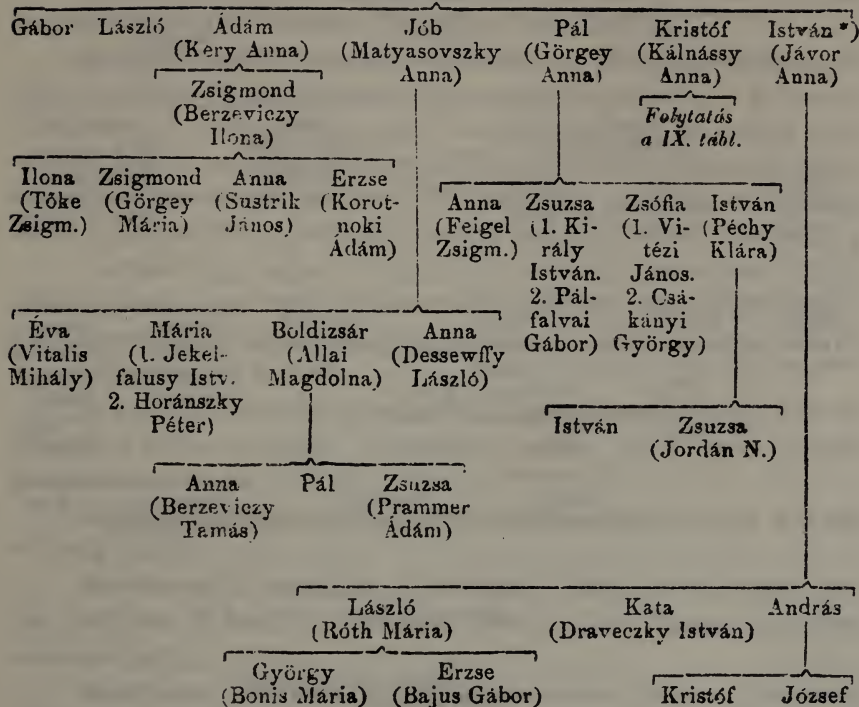 Gábor László Ádám Jób Pál Kristóf István *)
(Kery Anna) (Matyasovszky (Görgey (Kálnássy (Jávor
Anna) Anna) Anna) Anna)
Zsigmond
(Berzeviczy
Ilona)
Folytatás
a IX. tábl.
Ilona Zsigmond Anna Erzse
(Tőke (Görgey (Sustrik (Korot-
Zsigm.) Mária) János) noki
Ádám)
Anna Zsuzsa Zsófia István
(Feigel (1. Ki- (1. Vi- (Péchy
Zsigm.) rály tézi Klára)
István. János.
2. Pál- 2. Csá-
falvai kányi
Gábor) György)
Éva Mária Boldizsár Anna
(Vitalis (1. Jekel- (Allai (Dessewffy
Mihály) falusy Istv. Magdolna) László)
2. Horánszky
Péter)
István Zsuzsa
(Jordán N.)
Anna Pál Zsuzsa
(Berzeviczy (Prammer
Tamás) Ádám)
László Kata András
(Róth Mária) (Draveczky István)
György Erzse Kristóf József
(Bonis Mária) (Bajus Gábor)